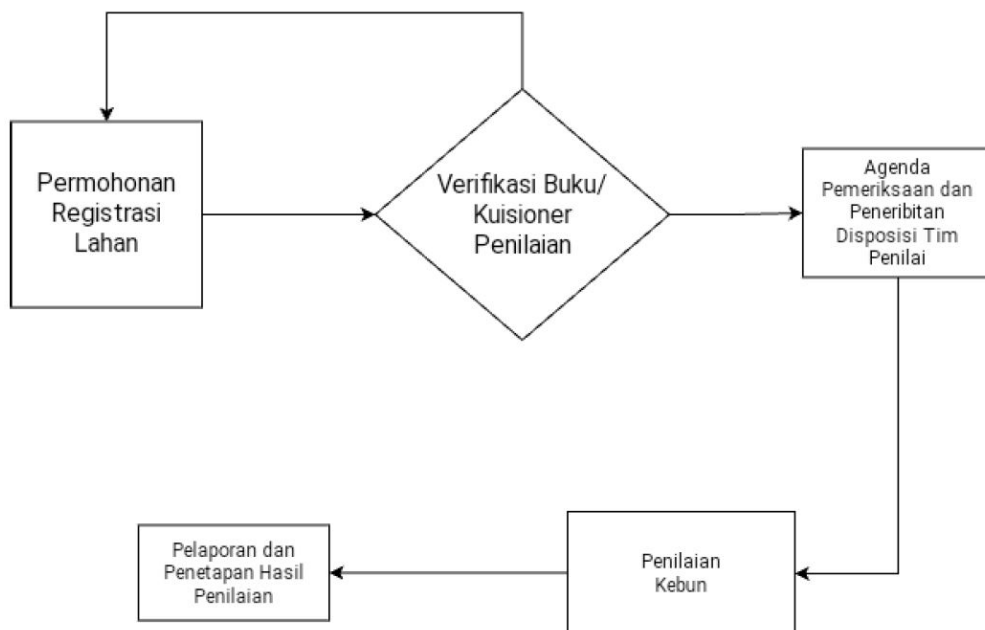 Permohonan
Registrasi
Lahan
Verifikasi Buku/
Kuisioner
Penilaian
Agenda
Pemeriksaan dan
Peneribitan
Disposisi Tim
Penilai
Penilaian
Kebun
Pelaporan dan
Penetapan Hasil
Penilaian